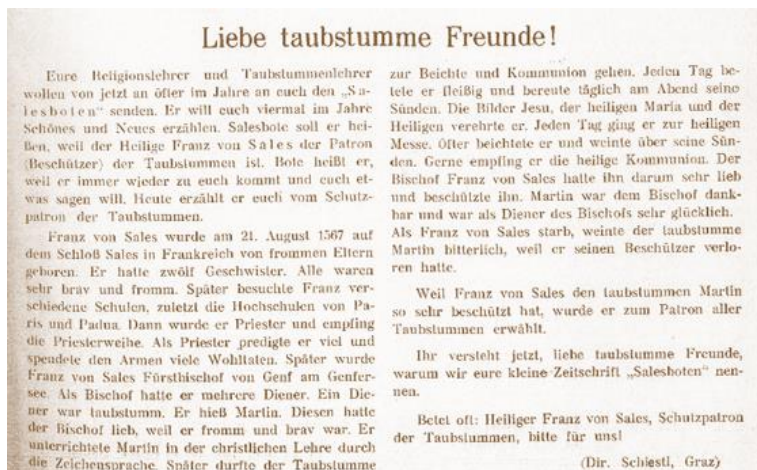 Liebe taubstumme Freunde!
Eure Religionslehrer und Taubstummenlehrer
wollen von jetzt an öfter im Jahre an euch den „Sa-
lesboten" senden. Er will euch viermal im Jahre
Schönes und Neues erzählen. Salesbote soll er hei-
ßen, weil der Heilige Franz von Sales der Patron
(Beschützer) der Taubstummen ist. Bote heißt er,
weil er immer wieder zu euch kommt und euch et-
was sagen will. Heute erzählt er euch vom Schutz-
patron der Taubstummen.
Franz von Sales wurde am 21. August 1567 auf
dem Schloß Sales in Frankreich von frommen Eltern
geboren. Er hatte zwölf Geschwister. Alle waren
sehr brav und fromm. Später besuchte Franz ver-
schiedene Schulen, zuletzt die Hochschulen von Pa-
ris und Padua. Dann wurde er Priester und empfing
die Priesterweihe. Als Priester predigte er viel und
spendete den Armen viele Wohltaten. Später wurde
Franz von Sales Fürstbischof von Genf am Genfer-
see. Als Bischof hatte er mehrere Diener. Ein Die-
ner war taubstumm. Er hieß Martin. Diesen hatte
der Bischof lieb, weil er fromm und brav war. Er
unterrichtete Martin in der christlichen Lehre durch
die Zeichensprache. Später durfte der Taubstumme
zur Beichte und Kommunion gehen. Jeden Tag be-
tete er fleißig und bereute täglich am Abend seine
Sünden. Die Bilder Jesu, der heiligen Maria und der
Heiligen verehrte er. Jeden Tag ging er zur heiligen
Messe. Öfter beichtete er und weinte über seine Sün-
den. Gerne empfing er die heilige Kommunion. Der
Bischof Franz von Sales hatte ihn darum sehr lieb
und beschützte ihn. Martin war dem Bischof dank-
bar und war als Diener des Bischofs sehr glücklich.
Als Franz von Sales starb, weinte der taubstumme
Martin bitterlich, weil er seinen Beschützer verlo-
ren hatte.
Weil Franz von Sales den taubstummen Martin
so sehr beschützt hat, wurde er zum Patron aller
Taubstummen erwählt.
Ihr versteht jetzt, liebe taubstumme Freunde,
warum wir eure kleine Zeitschrift „Salesboten" nen-
nen.
Betet oft: Heiliger Franz von Sales, Schutzpatron
der Taubstummen, bitte für uns!
(Dir. Schiestl, Graz)